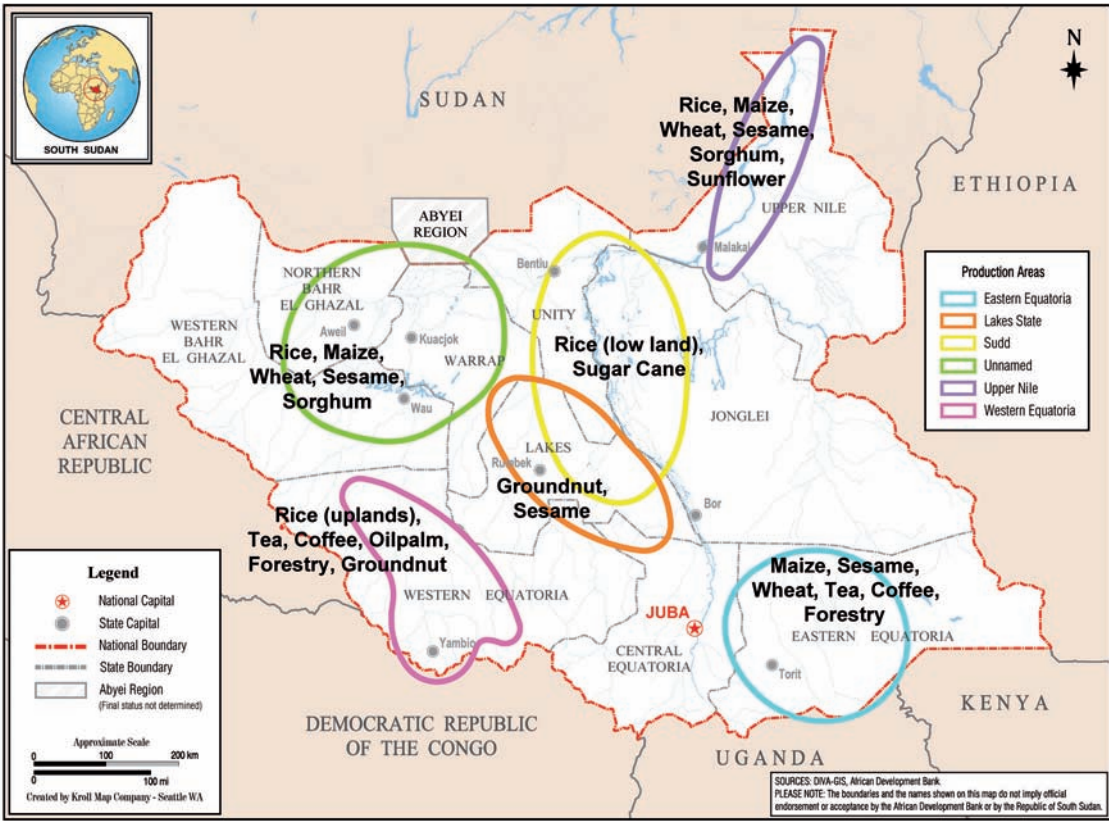 SOUTH SUDAN
SUDAN
N
ETHIOPIA
Rice, Maize,
Wheat, Sesame,
Sorghum,
Sunflower
UPPER NILE
Malakal
ABYEI
REGION
NORTHERN
BAHR
EL GHAZAL
Aweil
Kuacjok
WARRAP
Rice, Maize,
Wheat, Sesame,
Sorghum
Wau
WESTERN
BAHR
EL GHAZAL
Bentiu
UNITY
Rice (low land),
Sugar Cane
JONGLEI
Production Areas
Eastern Equatoria
Lakes State
Sudd
Unnamed
Upper Nile
Western Equatoria
CENTRAL
AFRICAN
REPUBLIC
LAKES
Rumbek
Groundnut,
Sesame
Bor
Rice (uplands),
Tea, Coffee, Oilpalm,
Forestry, Groundnut
WESTERN EQUATORIA
Yambio
Maize, Sesame,
Wheat, Tea, Coffee,
Forestry
EASTERN EQUATORIA
Torit
JUBA
CENTRAL
EQUATORIA
Legend
National Capital
State Capital
National Boundary
State Boundary
Abyei Region
(Final status not determined)
Approximate Scale
0 100 200 km
0 100 mi
Created by Kroll Map Company - Seattle WA
DEMOCRATIC REPUBLIC
OF THE CONGO
UGANDA
KENYA
SOURCES: DIVA-GIS, African Development Bank.
PLEASE NOTE: The boundaries and the names shown on this map do not imply official
endorsement or acceptance by the African Development Bank or by the Republic of South Sudan.